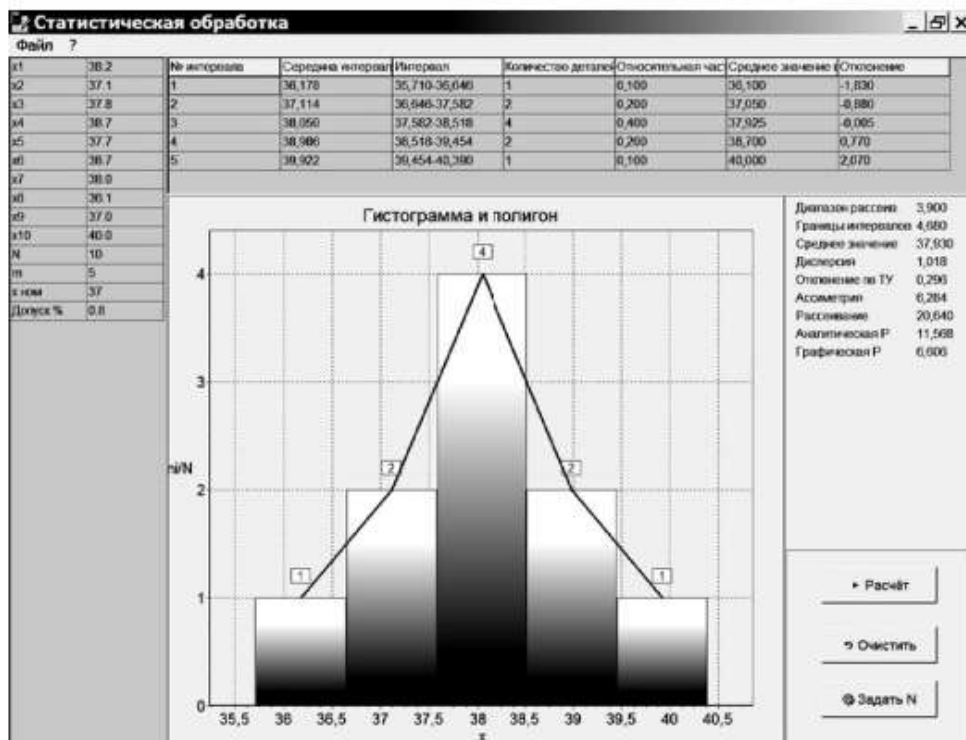 Статистическая обработка
Файл ?
x1 38.2
x2 37.1
x3 37.8
x4 38.7
x5 37.7
x6 38.7
x7 38.0
x8 36.1
x9 37.0
x10 40.0
N 10
m 5
x ном 37
Допуск % 0.8
№ интервала Середина интервал Интервал Количество деталей Относительная час Среднее значение Отклонение
1 36,178 35,710-36,646 1 0,100 36,100 -1,830
2 37,114 36,646-37,582 2 0,200 37,050 -0,880
3 38,050 37,582-38,518 4 0,400 37,925 -0,005
4 38,986 38,518-39,454 2 0,200 38,700 0,770
5 39,922 39,454-40,390 1 0,100 40,000 2,070
Гистограмма и полигон
4
3
2
1
0
ni/N
1
2
4
2
1
35,5 36 36,5 37 37,5 38 38,5 39 39,5 40 40,5
x
Диапазон рассеив 3,900
Границы интервалов 4,680
Среднее значение 37,930
Дисперсия 1,018
Отклонение по ТУ 0,296
Ассиметрия 6,284
Рассеивание 20,640
Аналитическая Р 11,568
Графическая Р 6,606
Расчёт
Очистить
Задать N